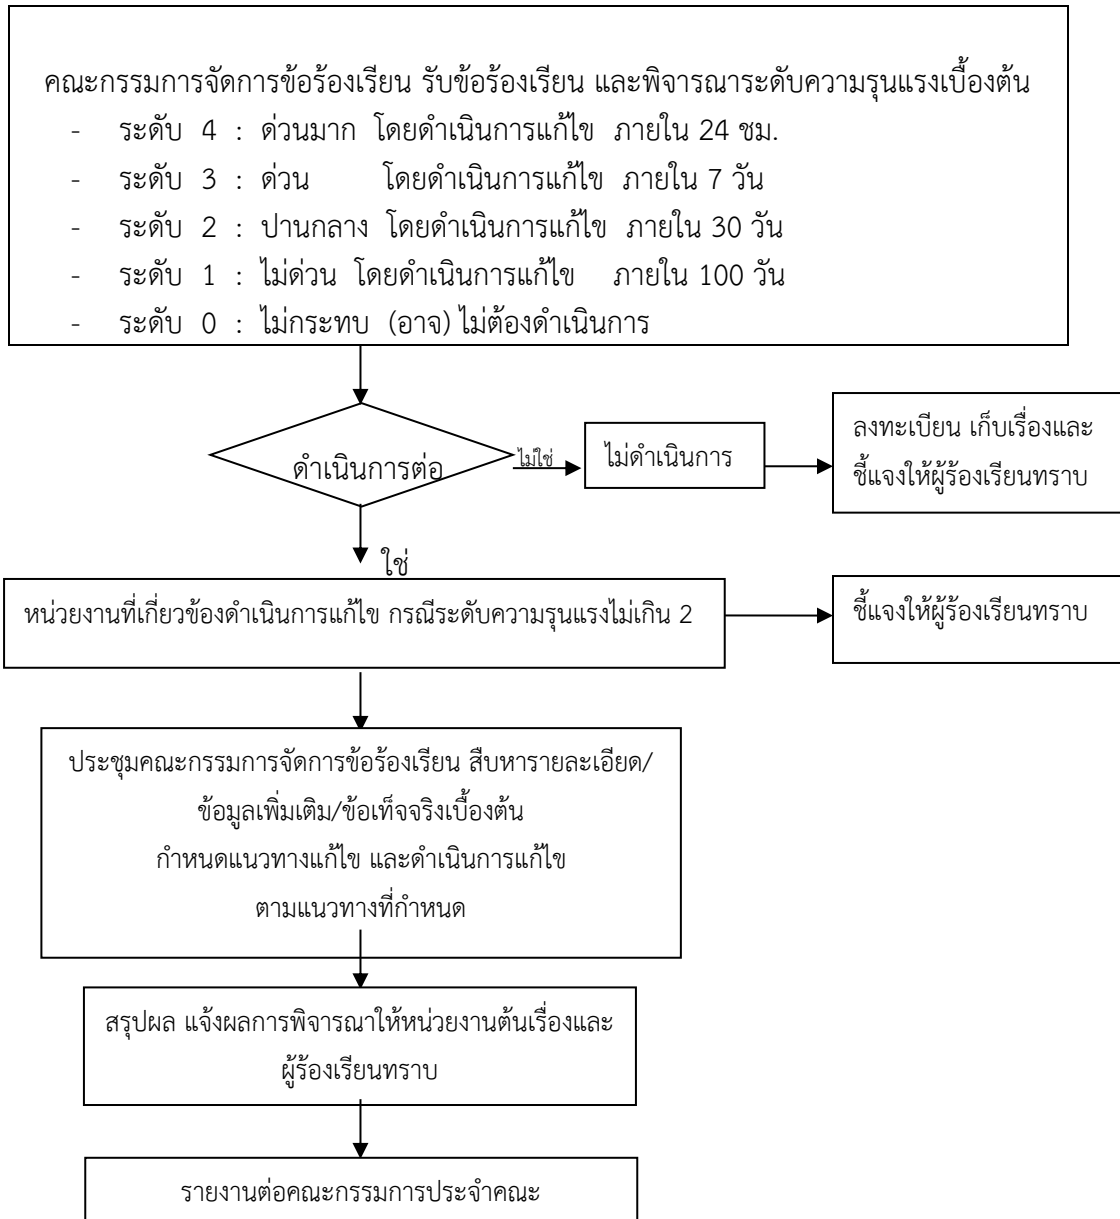 คณะกรรมการจัดการข้อร้องเรียน รับข้อร้องเรียน และพิจารณาระดับความรุนแรงเบื้องต้น
- ระดับ 4 : ด่วนมาก โดยดำเนินการแก้ไข ภายใน 24 ชม.
- ระดับ 3 : ด่วน โดยดำเนินการแก้ไข ภายใน 7 วัน
- ระดับ 2 : ปานกลาง โดยดำเนินการแก้ไข ภายใน 30 วัน
- ระดับ 1 : ไม่ด่วน โดยดำเนินการแก้ไข ภายใน 100 วัน
- ระดับ 0 : ไม่กระทบ (อาจ) ไม่ต้องดำเนินการ
ดำเนินการต่อ
ไม่ใช่
ไม่ดำเนินการ
ลงทะเบียน เก็บเรื่องและ
ชี้แจงให้ผู้ร้องเรียนทราบ
ใช่
หน่วยงานที่เกี่ยวข้องดำเนินการแก้ไข กรณีระดับความรุนแรงไม่เกิน 2
ชี้แจงให้ผู้ร้องเรียนทราบ
ประชุมคณะกรรมการจัดการข้อร้องเรียน สืบหารายละเอียด/
ข้อมูลเพิ่มเติม/ข้อเท็จจริงเบื้องต้น
กำหนดแนวทางแก้ไข และดำเนินการแก้ไข
ตามแนวทางที่กำหนด
สรุปผล แจ้งผลการพิจารณาให้หน่วยงานต้นเรื่องและ
ผู้ร้องเรียนทราบ
รายงานต่อคณะกรรมการประจำคณะ